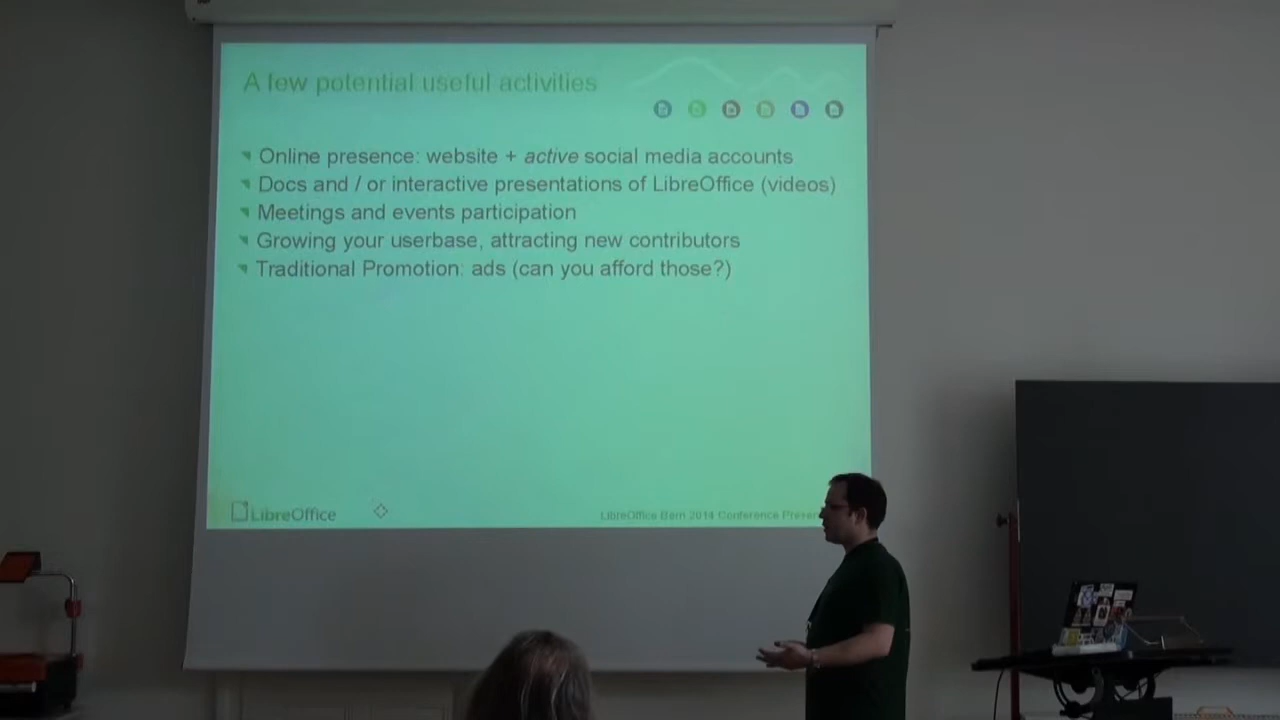 A few potential useful activities
Online presence: website + active social media accounts
Docs and / or interactive presentations of LibreOffice (videos)
Meetings and events participation
Growing your userbase, attracting new contributors
Traditional Promotion: ads (can you afford those?)
LibreOffice
LibreOffice Bern 2014 Conference